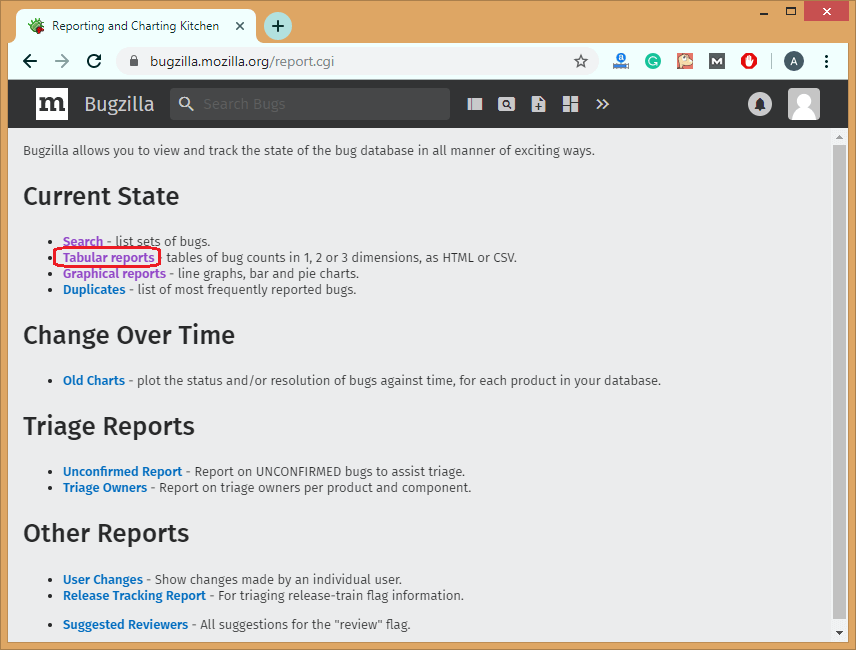 Reporting and Charting Kitchen
bugzilla.mozilla.org/report.cgi
a
G
M
A
m Bugzilla Search Bugs
Bugzilla allows you to view and track the state of the bug database in all manner of exciting ways.
Current State
• Search - list sets of bugs.
• Tabular reports - tables of bug counts in 1, 2 or 3 dimensions, as HTML or CSV.
• Graphical reports - line graphs, bar and pie charts.
• Duplicates - list of most frequently reported bugs.
Change Over Time
• Old Charts - plot the status and/or resolution of bugs against time, for each product in your database.
Triage Reports
• Unconfirmed Report - Report on UNCONFIRMED bugs to assist triage.
• Triage Owners - Report on triage owners per product and component.
Other Reports
• User Changes - Show changes made by an individual user.
• Release Tracking Report - For triaging release-train flag information.
• Suggested Reviewers - All suggestions for the "review" flag.